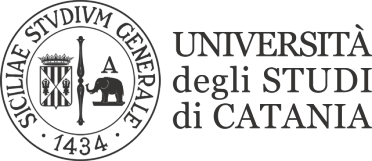 SICILIAE STVDIVM GENERALE
· 1434 ·
A
UNIVERSITÀ
degli STUDI
di CATANIA